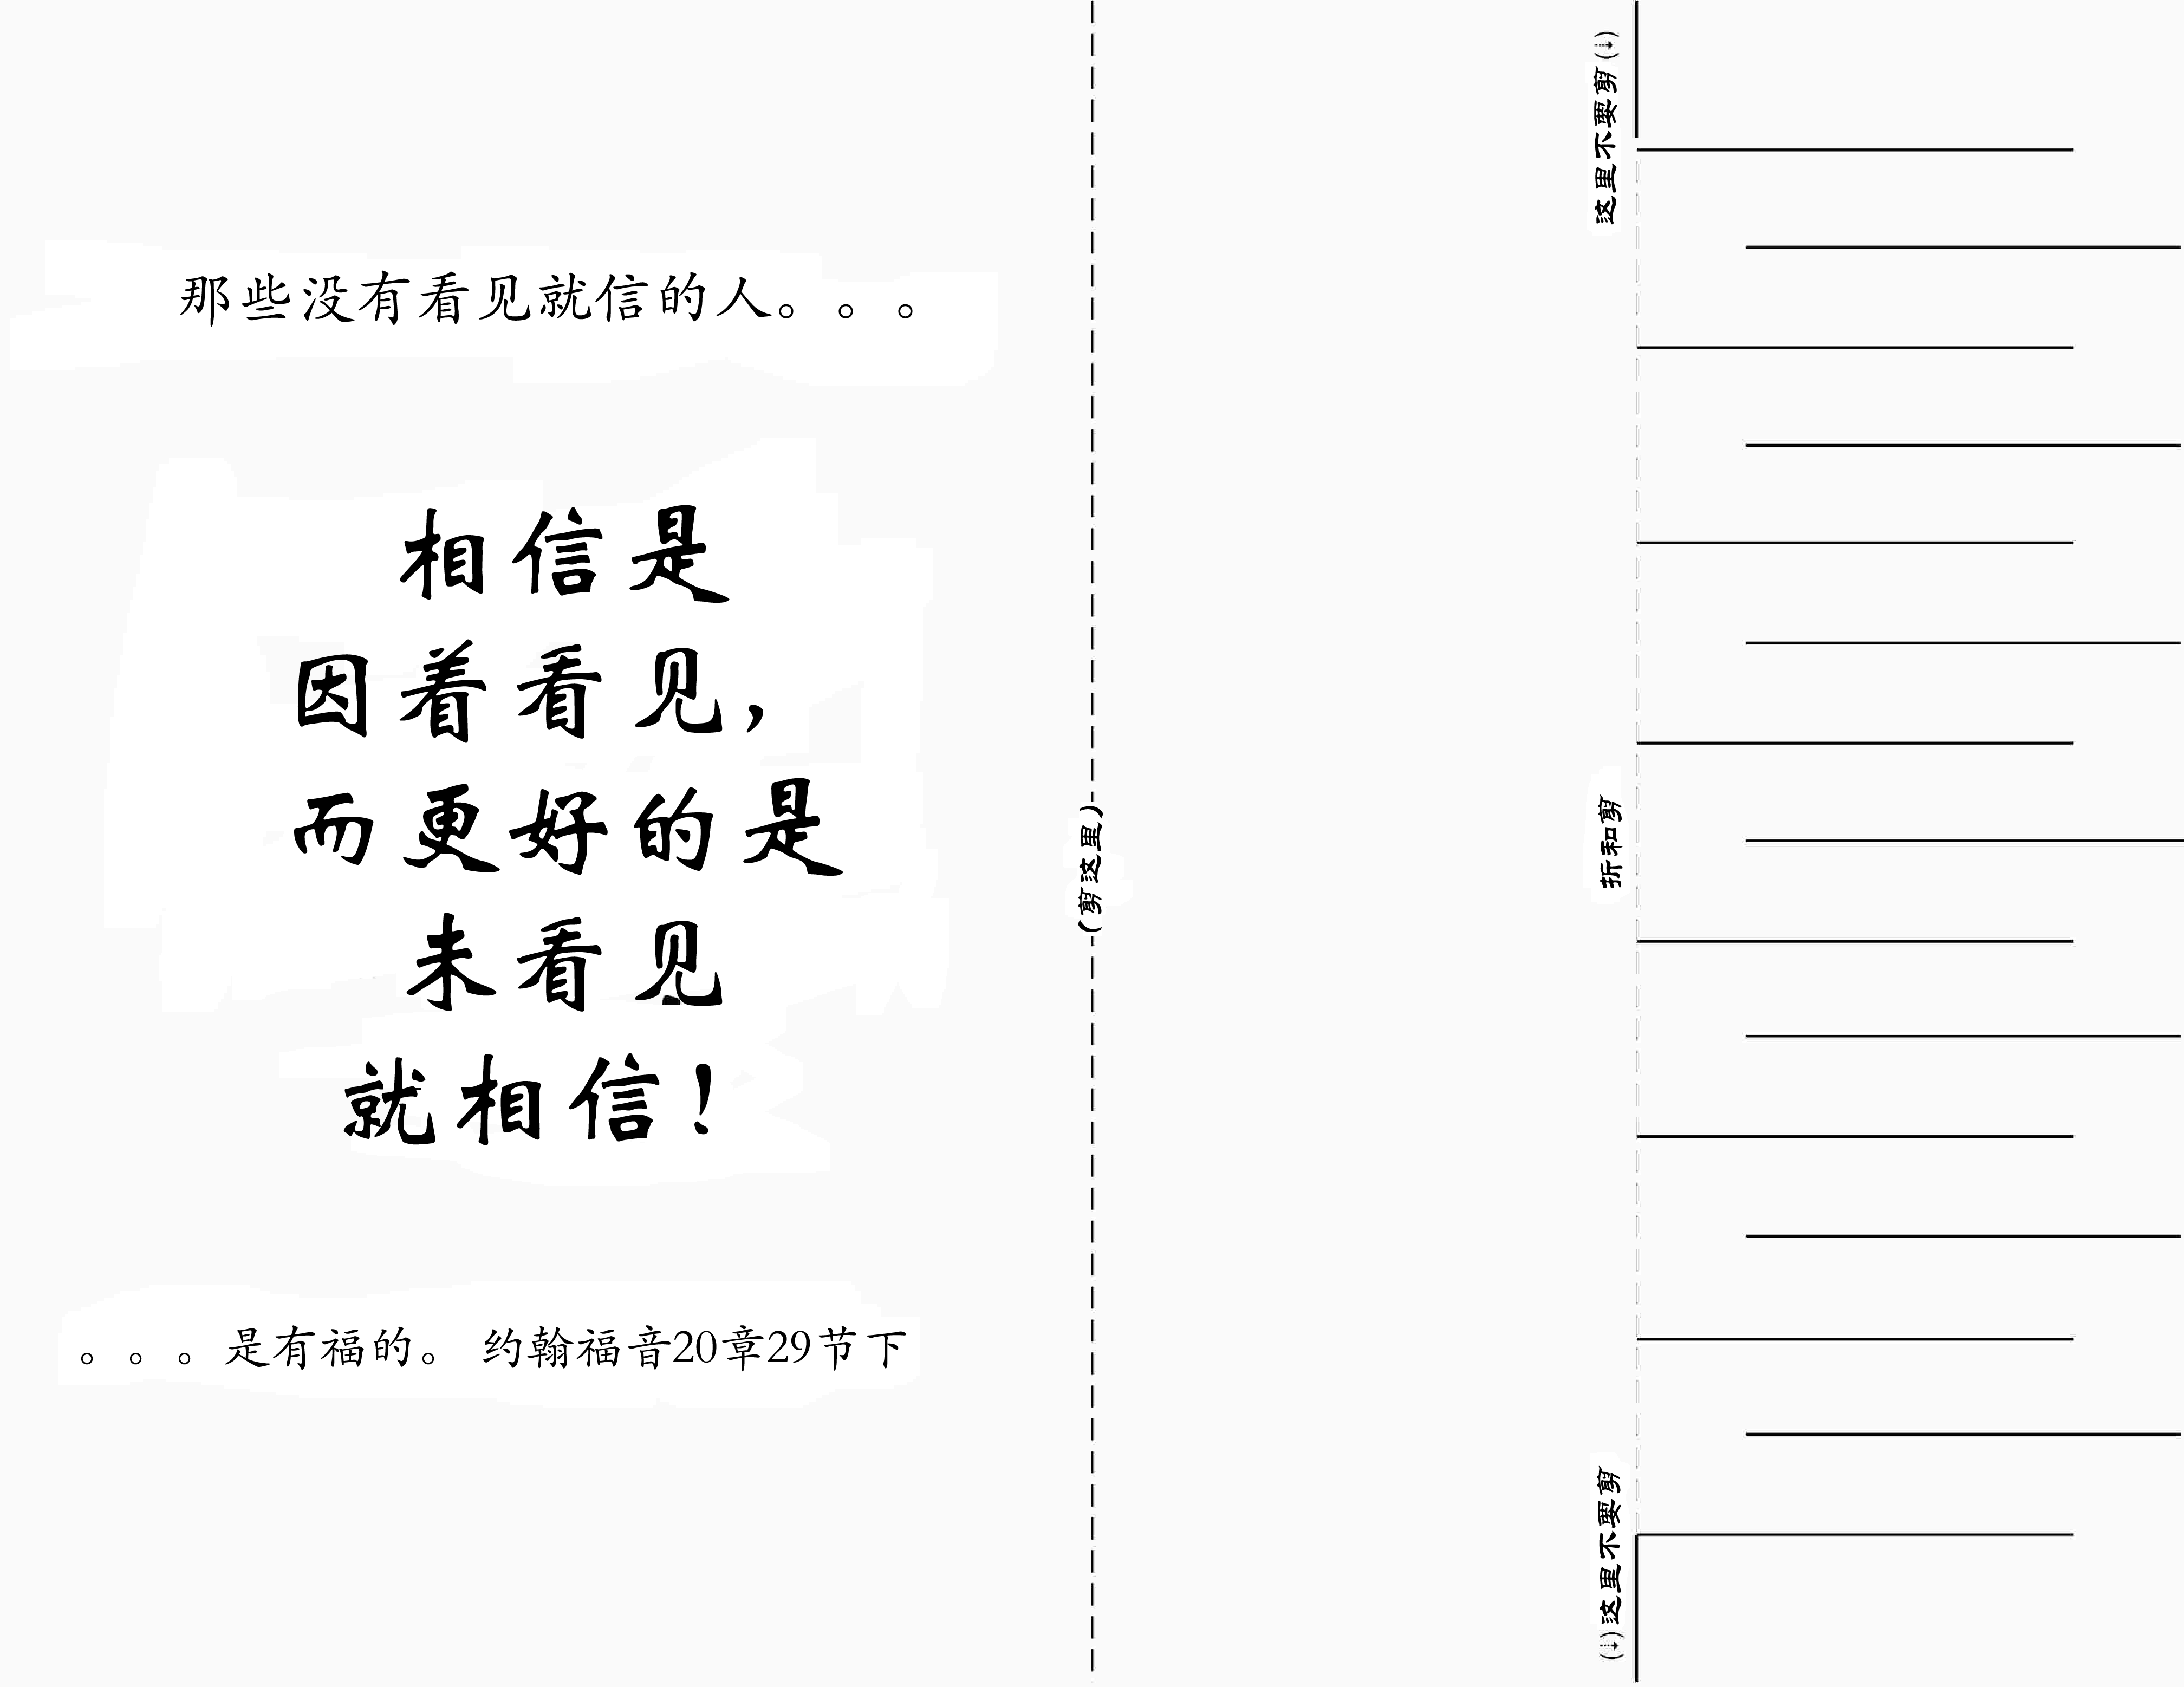 那些没有看见就信的人。。。
相信是
因着看见，
而更好的是
未看见
就相信！
。。。是有福的。 约翰福音20章29节下
（剪这里）
这里不要剪（⇢）
折和剪
（⇢）这里不要剪